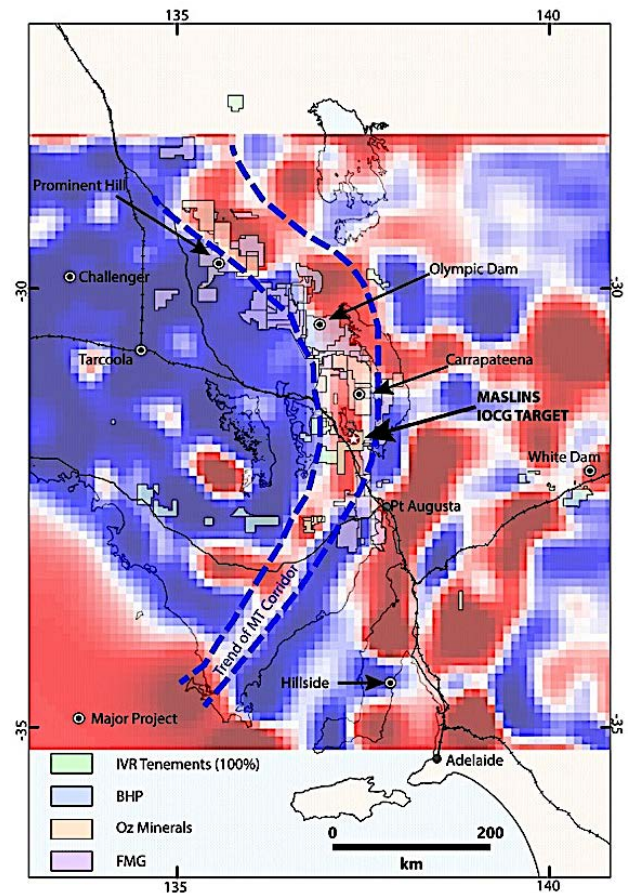 135
140
Prominent Hill
-30
Challenger
Olympic Dam
-30
Tarcoola
Carrapateena
MASLINS
IOCG TARGET
White Dam
Pt Augusta
Trend of MT Corridor
Hillside
-35
Major Project
-35
IVR Tenements (100%)
Adelaide
BHP
Oz Minerals
0
200
FMG
km
135
140